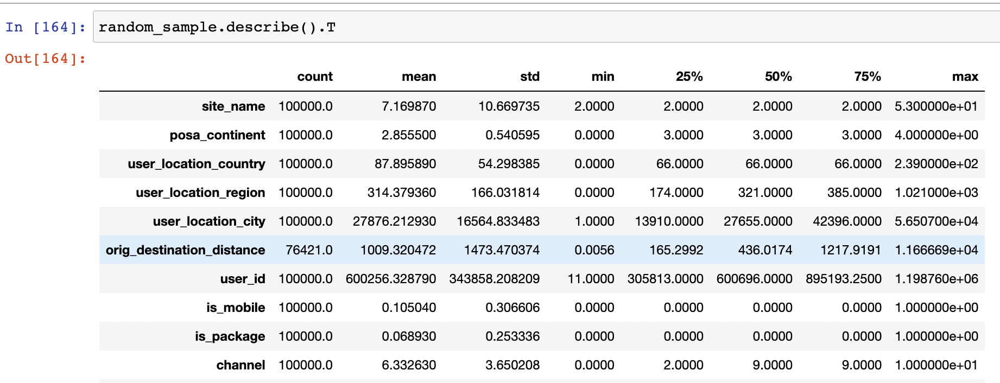 In [164]: random_sample.describe().T
Out[164]:
count mean std min 25% 50% 75% max
site_name 100000.0 7.169870 10.669735 2.0000 2.0000 2.0000 2.0000 5.300000e+01
posa_continent 100000.0 2.855500 0.540595 0.0000 3.0000 3.0000 3.0000 4.000000e+00
user_location_country 100000.0 87.895890 54.298385 0.0000 66.0000 66.0000 66.0000 2.390000e+02
user_location_region 100000.0 314.379360 166.031814 0.0000 174.0000 321.0000 385.0000 1.021000e+03
user_location_city 100000.0 27876.212930 16564.833483 1.0000 13910.0000 27655.0000 42396.0000 5.650700e+04
orig_destination_distance 76421.0 1009.320472 1473.470374 0.0056 165.2992 436.0174 1217.9191 1.166669e+04
user_id 100000.0 600256.328790 343858.208209 11.0000 305813.0000 600696.0000 895193.2500 1.198760e+06
is_mobile 100000.0 0.105040 0.306606 0.0000 0.0000 0.0000 0.0000 1.000000e+00
is_package 100000.0 0.068930 0.253336 0.0000 0.0000 0.0000 0.0000 1.000000e+00
channel 100000.0 6.332630 3.650208 0.0000 2.0000 9.0000 9.0000 1.000000e+01